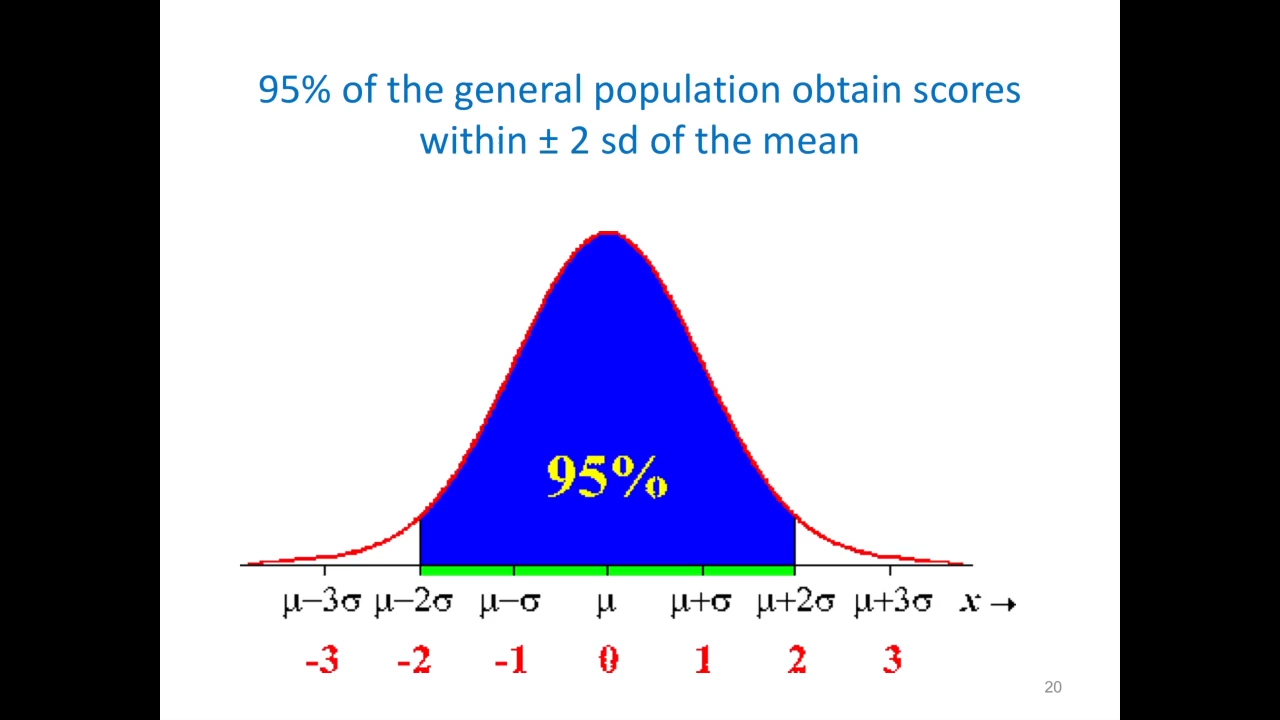 95% of the general population obtain scores
within ± 2 sd of the mean
95%
μ−3σ μ−2σ μ−σ μ μ+σ μ+2σ μ+3σ x →
-3 -2 -1 0 1 2 3
20